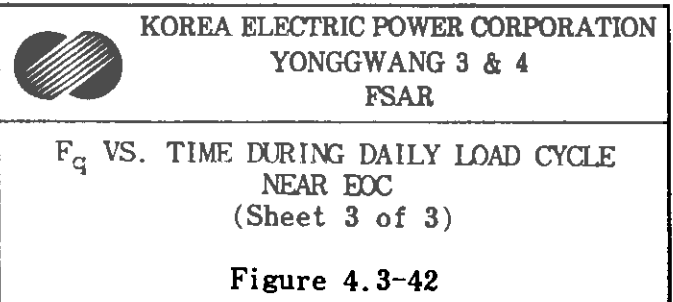 KOREA ELECTRIC POWER CORPORATION
YONGGWANG 3 & 4
FSAR
Fq VS. TIME DURING DAILY LOAD CYCLE
NEAR EOC
(Sheet 3 of 3)
Figure 4.3-42